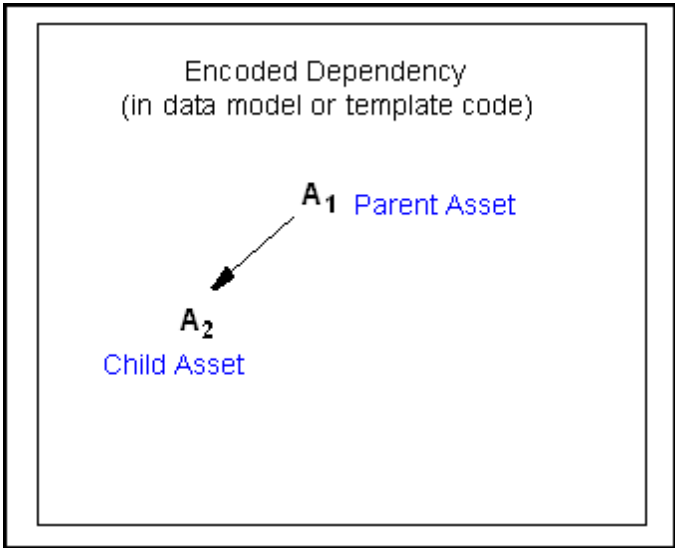 Encoded Dependency
(in data model or template code)
A₁ Parent Asset
A₂
Child Asset